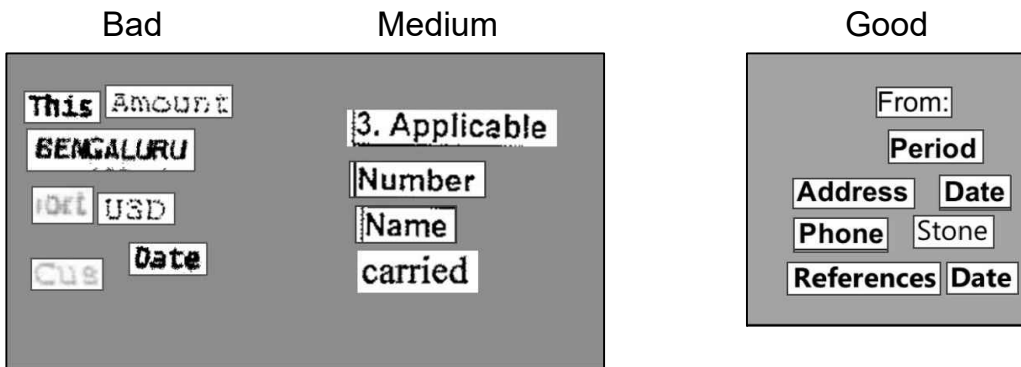 Bad Medium Good
This Amount
BENGALURU
USD
Date
Cus
3. Applicable
Number
Name
carried
From:
Period
Address Date
Phone Stone
References Date